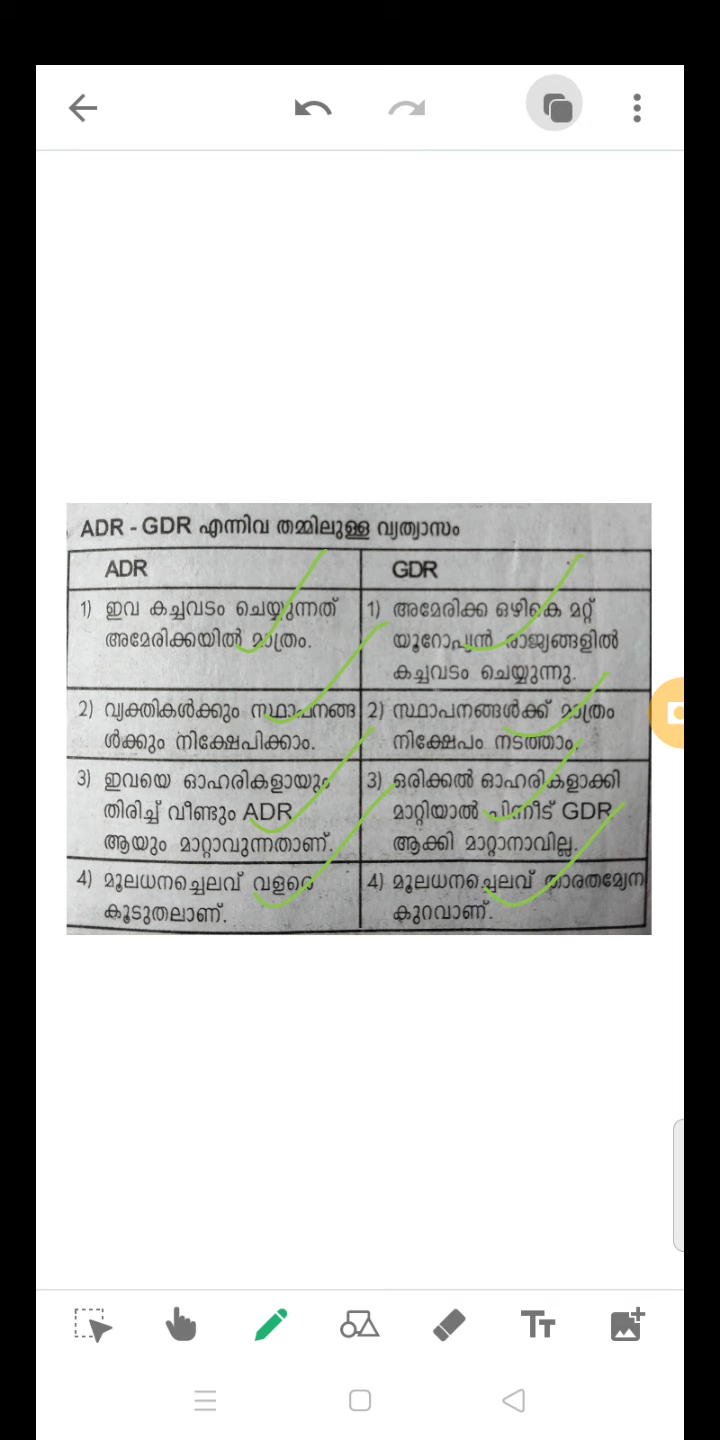 ADR - GDR എന്നിവ തമ്മിലുള്ള വ്യത്യാസം
ADR
1) ഇവ കച്ചവടം ചെയ്യുന്നത്
അമേരിക്കയിൽ മാത്രം.
2) വ്യക്തികൾക്കും സ്ഥാപനങ്ങ
ൾക്കും നിക്ഷേപിക്കാം.
3) ഇവയെ ഓഹരികളായും
തിരിച്ച് വീണ്ടും ADR
ആയും മാറ്റാവുന്നതാണ്.
4) മൂലധനച്ചെലവ് വളരെ
കൂടുതലാണ്.
GDR
1) അമേരിക്ക ഒഴികെ മറ്റ്
യൂറോപ്യൻ രാജ്യങ്ങളിൽ
കച്ചവടം ചെയ്യുന്നു.
2) സ്ഥാപനങ്ങൾക്ക് മാത്രം
നിക്ഷേപം നടത്താം.
3) ഒരിക്കൽ ഓഹരികളാക്കി
മാറ്റിയാൽ പിന്നീട് GDR
ആക്കി മാറ്റാനാവില്ല.
4) മൂലധനച്ചെലവ് താരതമ്യേന
കുറവാണ്.
Tт